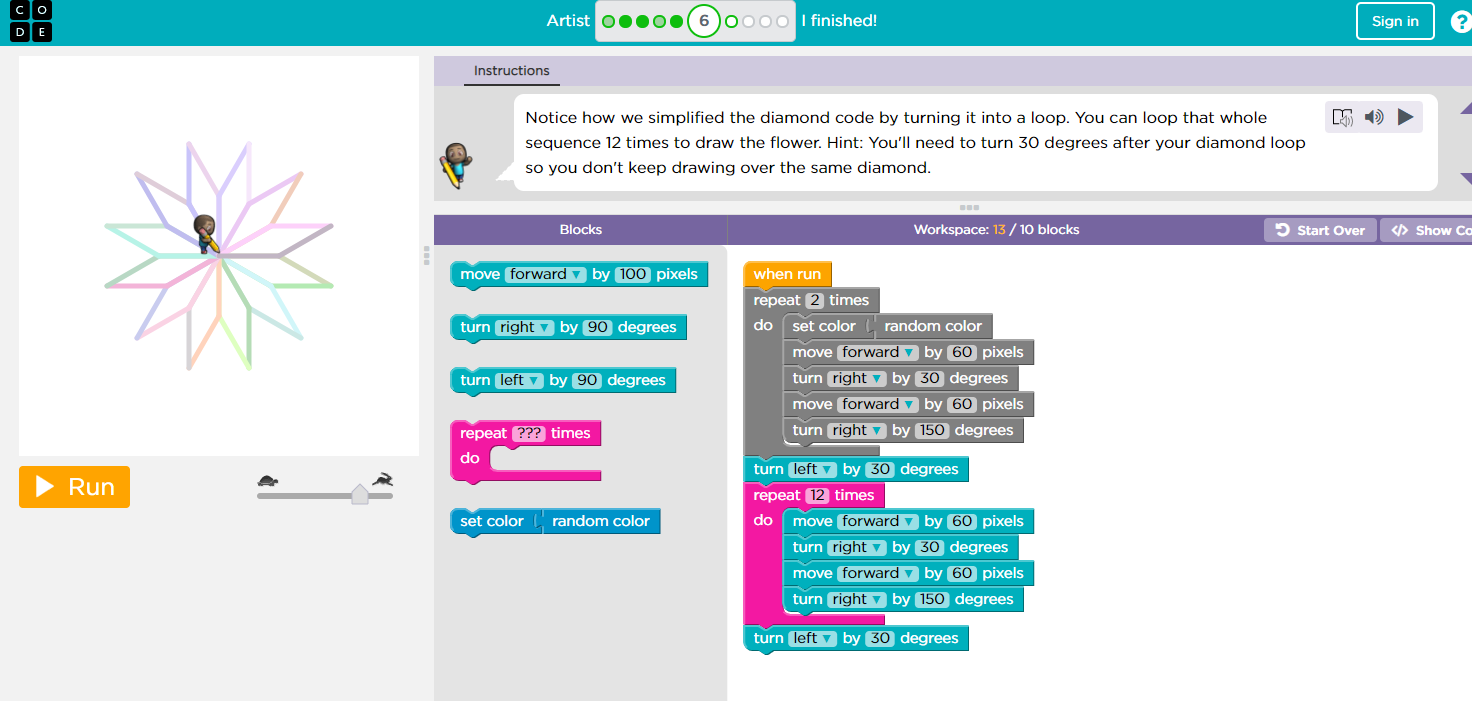 C O
D E
Artist 6 I finished!
Sign in ?
Instructions
Notice how we simplified the diamond code by turning it into a loop. You can loop that whole
sequence 12 times to draw the flower. Hint: You'll need to turn 30 degrees after your diamond loop
so you don't keep drawing over the same diamond.
Blocks
Workspace: 13 / 10 blocks
Start Over
</> Show Co
move forward ▼ by 100 pixels
turn right ▼ by 90 degrees
turn left ▼ by 90 degrees
repeat ??? times
do
set color random color
when run
repeat 2 times
do set color random color
move forward ▼ by 60 pixels
turn right ▼ by 30 degrees
move forward ▼ by 60 pixels
turn right ▼ by 150 degrees
turn left ▼ by 30 degrees
repeat 12 times
do move forward ▼ by 60 pixels
turn right ▼ by 30 degrees
move forward ▼ by 60 pixels
turn right ▼ by 150 degrees
turn left ▼ by 30 degrees
Run